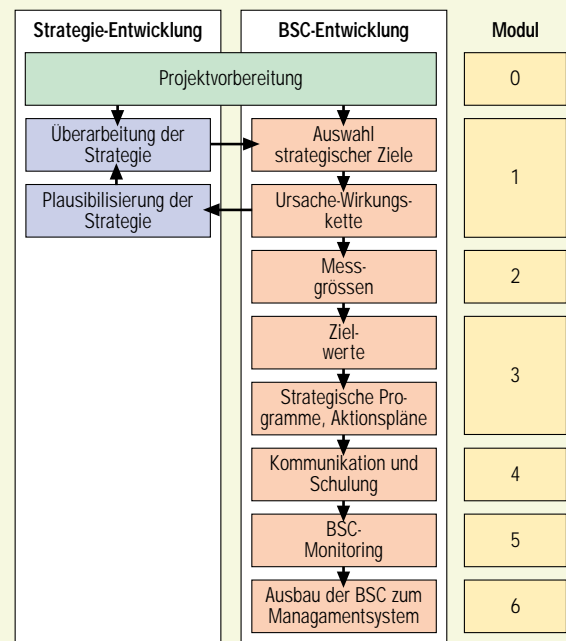 Strategie-Entwicklung
BSC-Entwicklung
Modul
Projektvorbereitung
0
Überarbeitung der
Strategie
Auswahl
strategischer Ziele
1
Plausibilisierung der
Strategie
Ursache-Wirkungs-
kette
Mess-
grössen
2
Ziel-
werte
3
Strategische Pro-
gramme, Aktionspläne
Kommunikation und
Schulung
4
BSC-
Monitoring
5
Ausbau der BSC zum
Managamentsystem
6